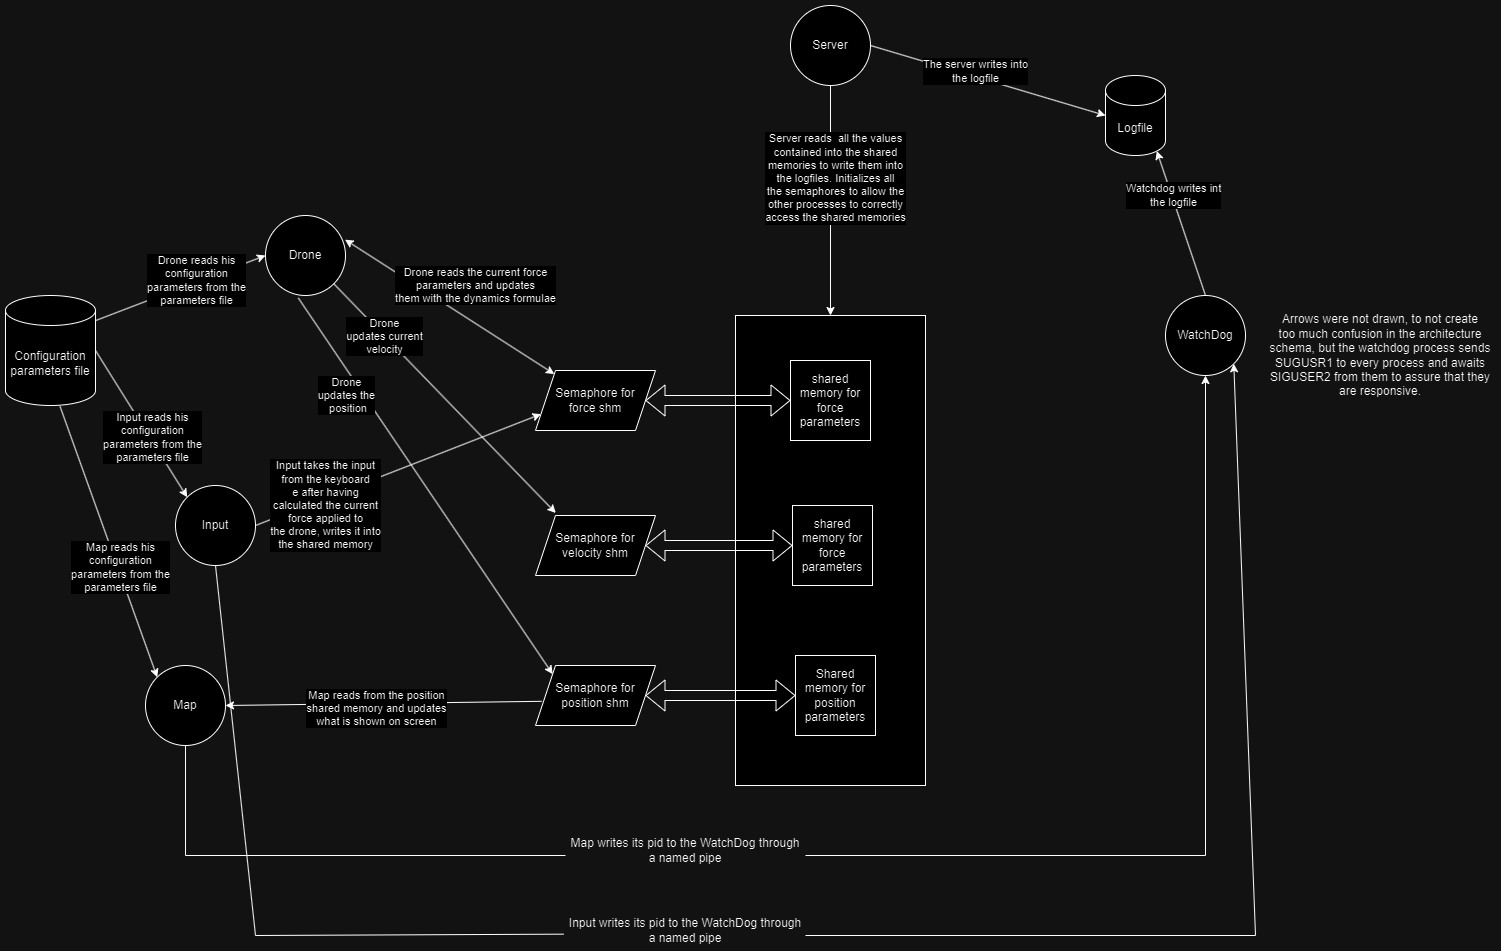 Server
The server writes into
the logfile
Logfile
Server reads  all the values
contained into the shared
memories to write them into
the logfiles. Initializes all
the semaphores to allow the
other processes to correctly
access the shared memories
Watchdog writes int
the logfile
Drone
Drone reads his
configuration
parameters from the
parameters file
Drone reads the current force
parameters and updates
them with the dynamics formulae
Configuration
parameters file
Drone
updates current
velocity
WatchDog
Arrows were not drawn, to not create
too much confusion in the architecture
schema, but the watchdog process sends
SUGUSR1 to every process and awaits
SIGUSER2 from them to assure that they
are responsive.
Drone
updates the
position
Semaphore for
force shm
shared
memory for
force
parameters
Input reads his
configuration
parameters from the
parameters file
Input takes the input
from the keyboard
e after having
calculated the current
force applied to
the drone, writes it into
the shared memory
Input
Semaphore for
velocity shm
shared
memory for
force
parameters
Map reads his
configuration
parameters from the
parameters file
Map
Map reads from the position
shared memory and updates
what is shown on screen
Semaphore for
position shm
Shared
memory for
position
parameters
Map writes its pid to the WatchDog through
a named pipe
Input writes its pid to the WatchDog through
a named pipe